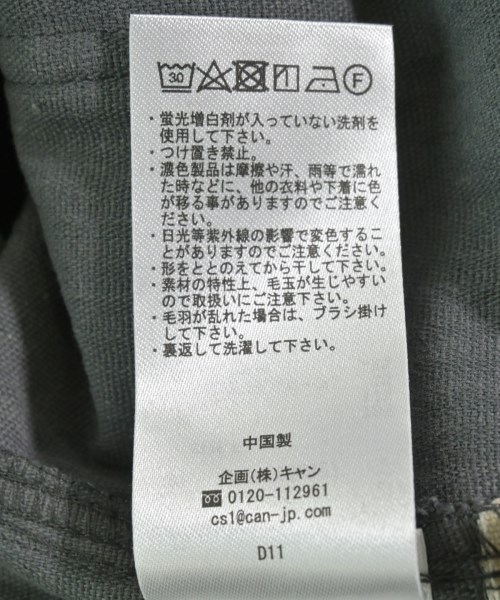 30 F
・蛍光増白剤が入っていない洗剤を
使用して下さい。
・つけ置き禁止。
・濃色製品は摩擦や汗、雨等で濡れ
た時などに、他の衣料や下着に色
が移る事がありますのでご注意く
ださい。
・日光等紫外線の影響で変色するこ
とがありますのでご注意ください。
・形をととのえてから干して下さい。
・素材の特性上、毛玉が生じやすい
ので取扱いにご注意下さい。
・毛羽が乱れた場合は、ブラシ掛け
して下さい。
・裏返して洗濯して下さい。
中国製
企画(株)キャン
0120-112961
cs1@can-jp.com
D11